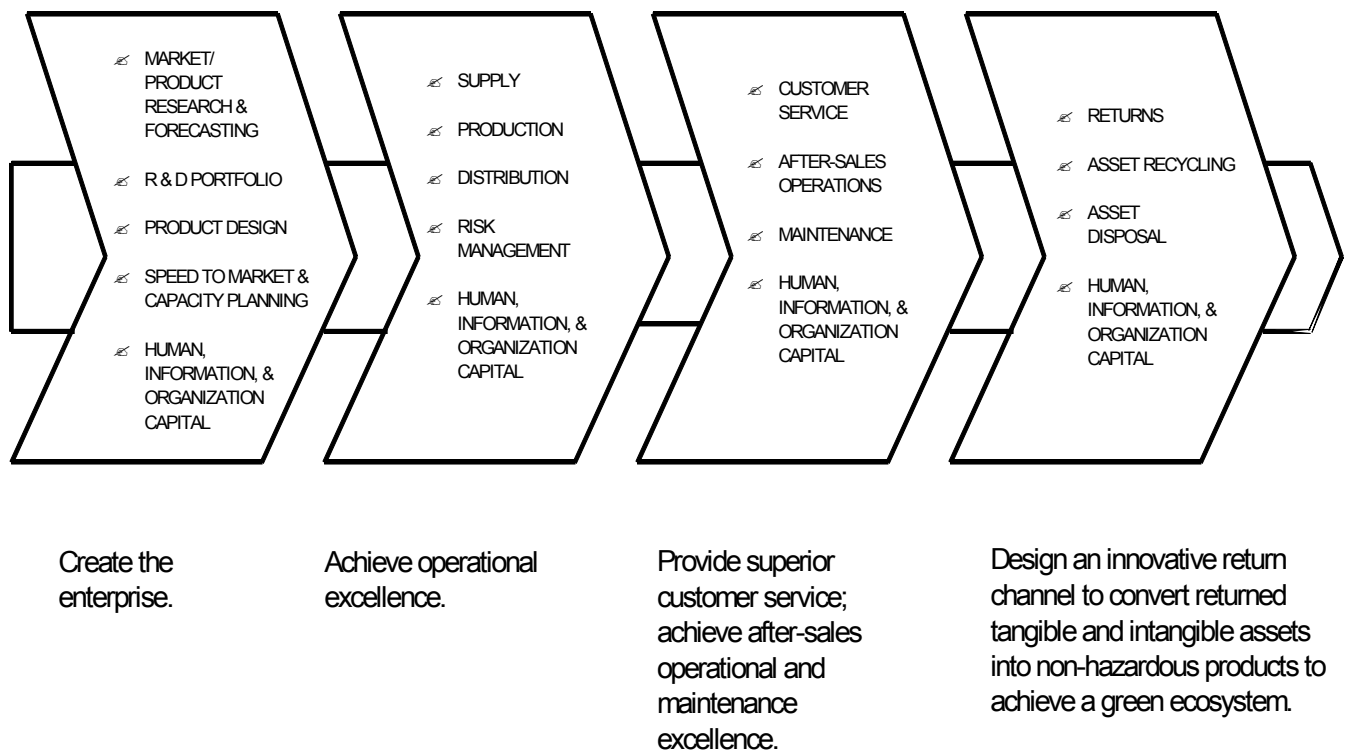 MARKET/
PRODUCT
RESEARCH &
FORECASTING
R & D PORTFOLIO
PRODUCT DESIGN
SPEED TO MARKET &
CAPACITY PLANNING
HUMAN,
INFORMATION, &
ORGANIZATION
CAPITAL
SUPPLY
PRODUCTION
DISTRIBUTION
RISK
MANAGEMENT
HUMAN,
INFORMATION, &
ORGANIZATION
CAPITAL
CUSTOMER
SERVICE
AFTER-SALES
OPERATIONS
MAINTENANCE
HUMAN,
INFORMATION, &
ORGANIZATION
CAPITAL
RETURNS
ASSET RECYCLING
ASSET
DISPOSAL
HUMAN,
INFORMATION, &
ORGANIZATION
CAPITAL
Create the
enterprise.
Achieve operational
excellence.
Provide superior
customer service;
achieve after-sales
operational and
maintenance
excellence.
Design an innovative return
channel to convert returned
tangible and intangible assets
into non-hazardous products to
achieve a green ecosystem.